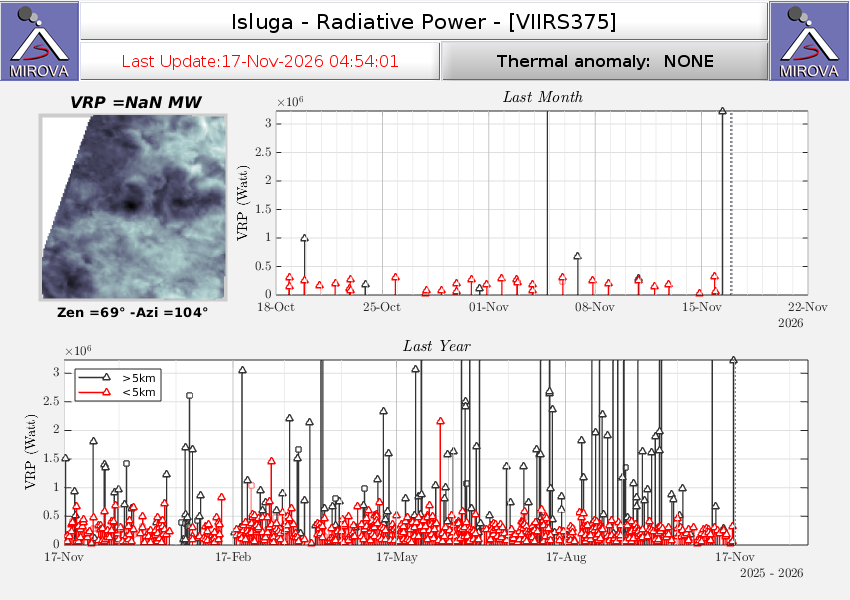 Isluga - Radiative Power - [VIIRS375]
MIROVA
Last Update:17-Nov-2026 04:54:01
Thermal anomaly: NONE
MIROVA
VRP =NaN MW
Zen =69° -Azi =104°
Last Month
×10⁶
VRP (Watt)
3
2.5
2
1.5
1
0.5
0
18-Oct
25-Oct
01-Nov
08-Nov
15-Nov
22-Nov
2026
Last Year
×10⁶
VRP (Watt)
>5km
<5km
3
2.5
2
1.5
1
0.5
0
17-Nov
17-Feb
17-May
17-Aug
17-Nov
2025 - 2026